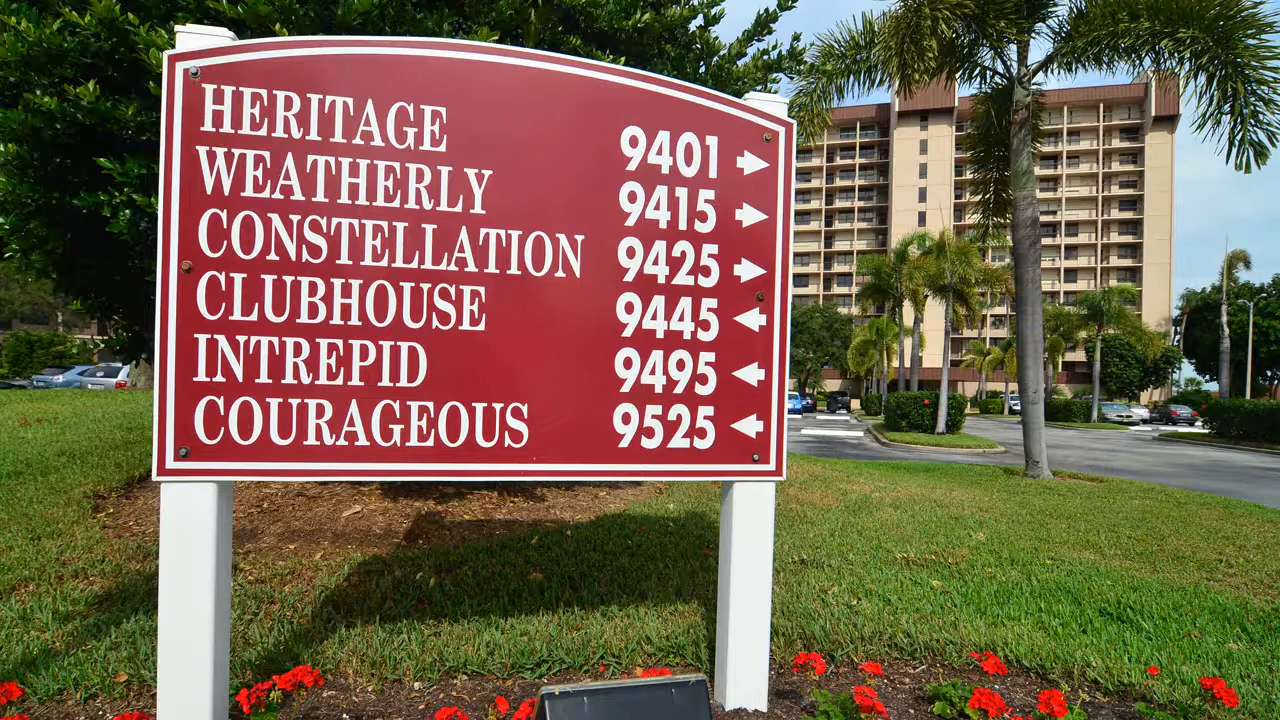 HERITAGE 9401
WEATHERLY 9415
CONSTELLATION 9425
CLUBHOUSE 9445
INTREPID 9495
COURAGEOUS 9525